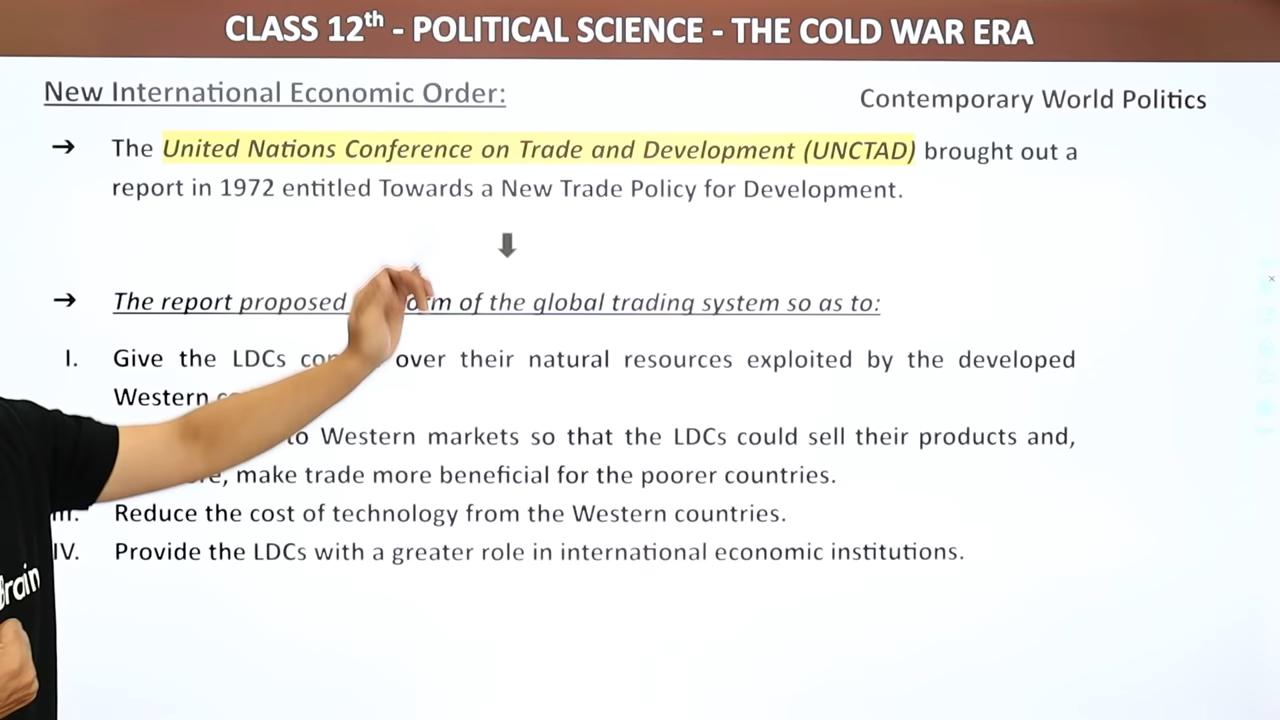 CLASS 12th - POLITICAL SCIENCE - THE COLD WAR ERA
New International Economic Order:
Contemporary World Politics
➔ The United Nations Conference on Trade and Development (UNCTAD) brought out a
report in 1972 entitled Towards a New Trade Policy for Development.
➔ The report proposed of the global trading system so as to:
I. Give the LDCs over their natural resources exploited by the developed
Western
to Western markets so that the LDCs could sell their products and,
make trade more beneficial for the poorer countries.
III. Reduce the cost of technology from the Western countries.
IV. Provide the LDCs with a greater role in international economic institutions.
Brain